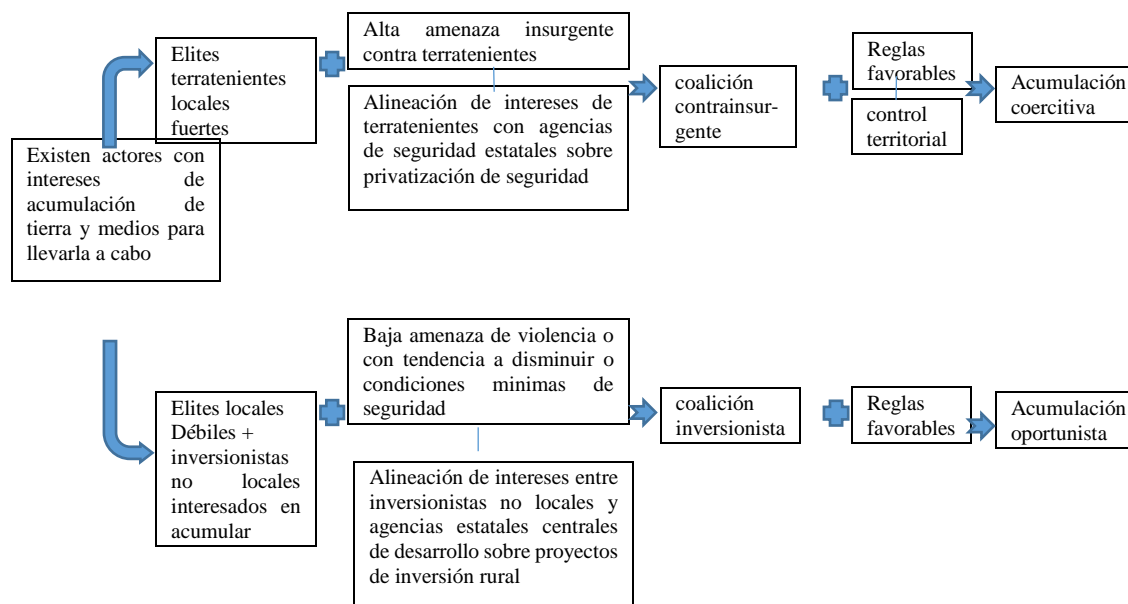 Existen actores con
intereses de
acumulación de
tierra y medios para
llevarla a cabo
Elites
terratenientes
locales
fuertes
Alta amenaza insurgente
contra terratenientes
Alineación de intereses de
terratenientes con agencias
de seguridad estatales sobre
privatización de seguridad
coalición
contrainsur-
gente
Reglas
favorables
control
territorial
Acumulación
coercitiva
Elites locales
Débiles +
inversionistas
no locales
interesados en
acumular
Baja amenaza de violencia o
con tendencia a disminuir o
condiciones minimas de
seguridad
Alineación de intereses entre
inversionistas no locales y
agencias estatales centrales
de desarrollo sobre proyectos
de inversión rural
coalición
inversionista
Reglas
favorables
Acumulación
oportunista